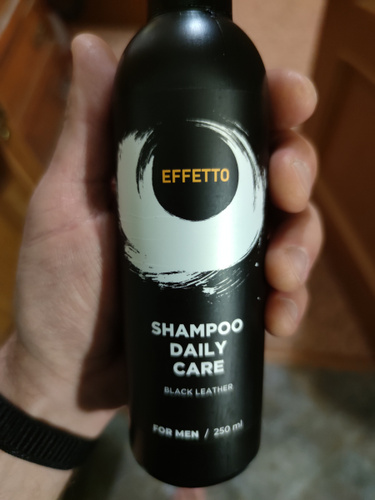 EFFETTO
SHAMPOO
DAILY
CARE
BLACK LEATHER
FOR MEN / 250 ml